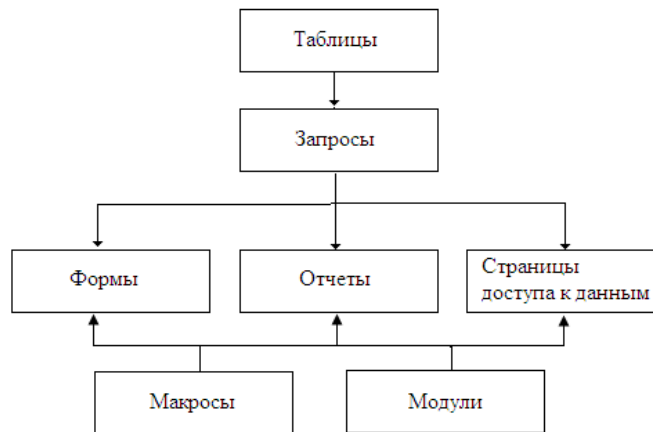 Таблицы
Запросы
Формы
Отчеты
Страницы
доступа к данным
Макросы
Модули